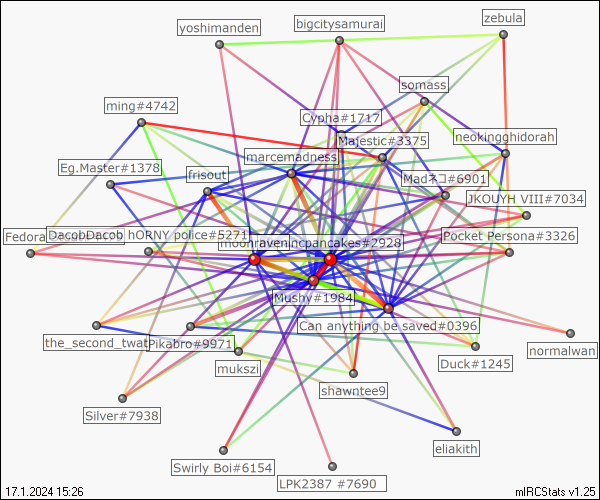 zebula
bigcitysamurai
yoshimanden
somass
ming#4742
Cypha#1717
neokingghidorah
Majestic#3375
marcemadness
Eg.Master#1378
frisout
Madネコ#6901
JKOUYH VIII#7034
Fedora
DacobDacob hORNY police#5271
Pocket Persona#3326
moonraven
jncpancakes#2928
Mushy#1984
Can anything be saved#0396
the_second_twat
Pikabro#9971
normalwan
mukszi
Duck#1245
shawntee9
Silver#7938
eliakith
Swirly Boi#6154
LPK2387 #7690
17.1.2024 15:26
mIRCStats v1.25